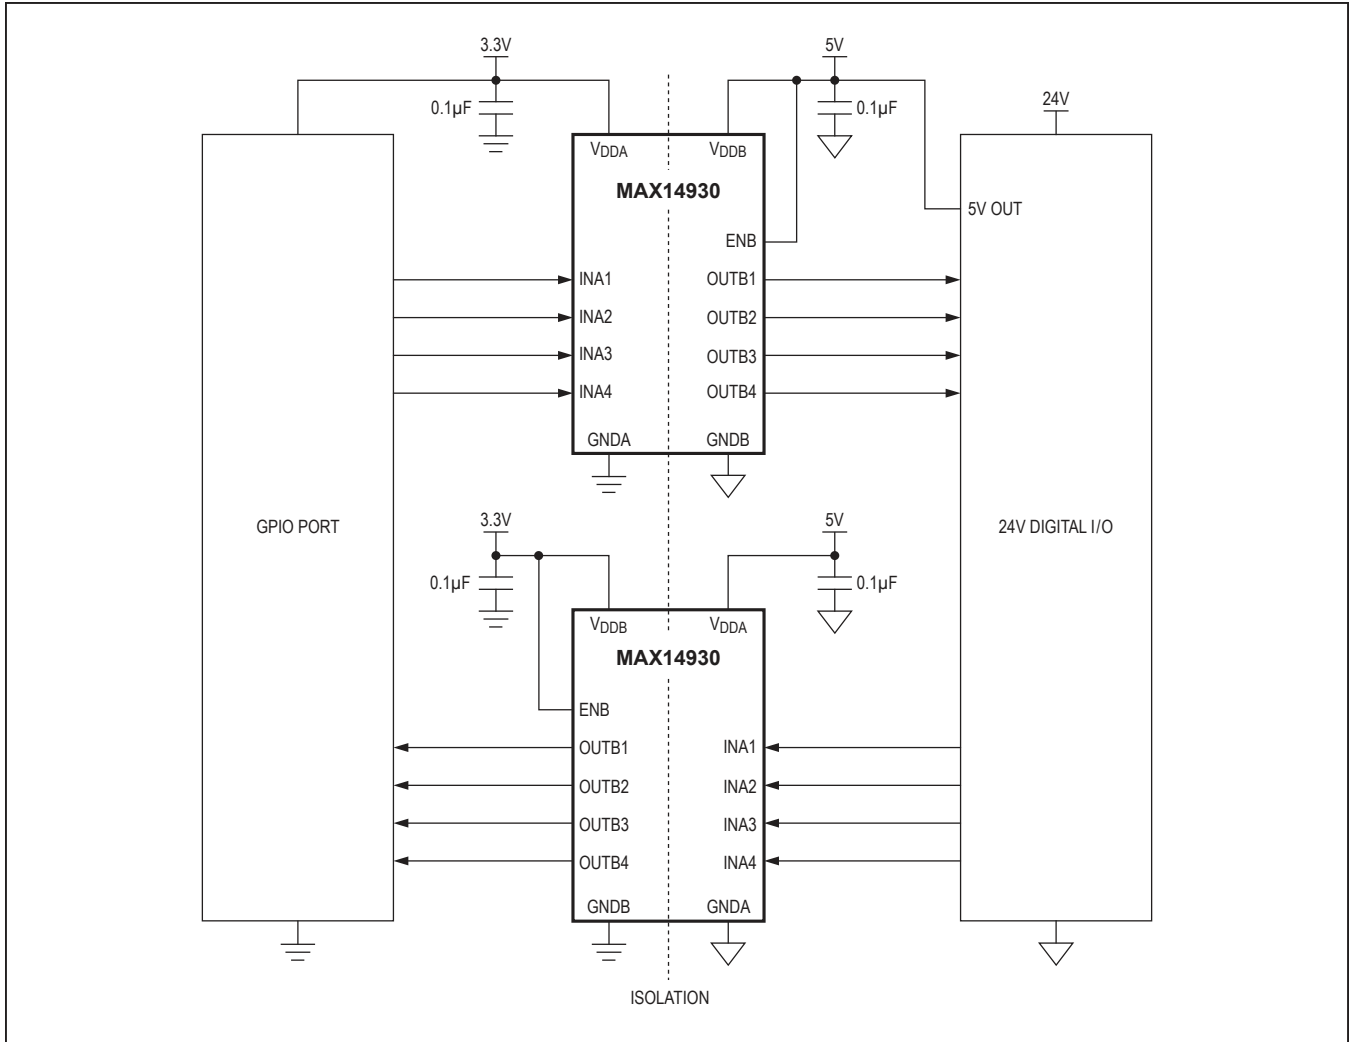 3.3V
5V
24V
0.1µF
0.1µF
VDDA
VDDB
MAX14930
5V OUT
ENB
INA1
OUTB1
INA2
OUTB2
INA3
OUTB3
INA4
OUTB4
GNDA
GNDB
GPIO PORT
3.3V
5V
24V DIGITAL I/O
0.1µF
0.1µF
VDDB
VDDA
MAX14930
ENB
OUTB1
INA1
OUTB2
INA2
OUTB3
INA3
OUTB4
INA4
GNDB
GNDA
ISOLATION